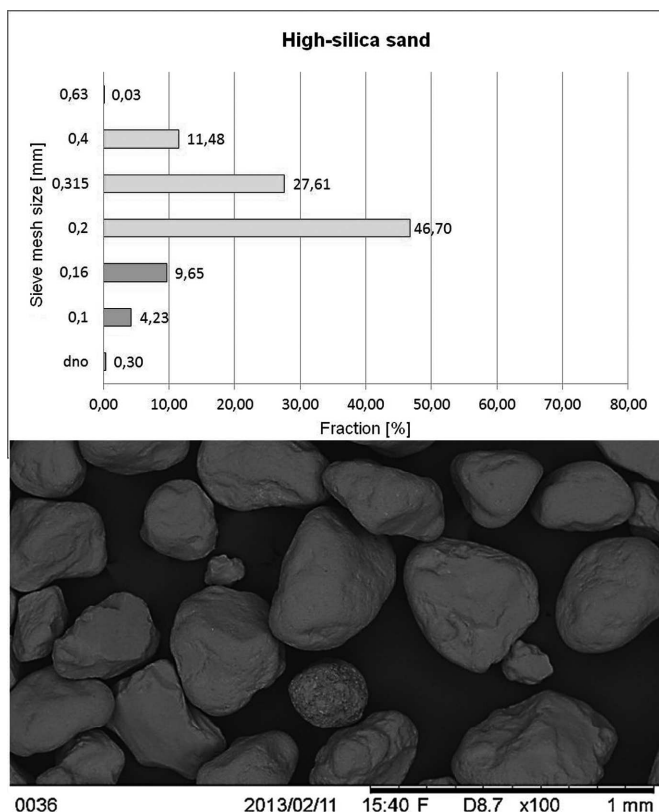 High-silica sand
Sieve mesh size [mm]
0,63 0,03
0,4 11,48
0,315 27,61
0,2 46,70
0,16 9,65
0,1 4,23
dno 0,30
0,00 10,00 20,00 30,00 40,00 50,00 60,00 70,00 80,00
Fraction [%]
0036 2013/02/11 15:40 F D8.7 x100 1 mm